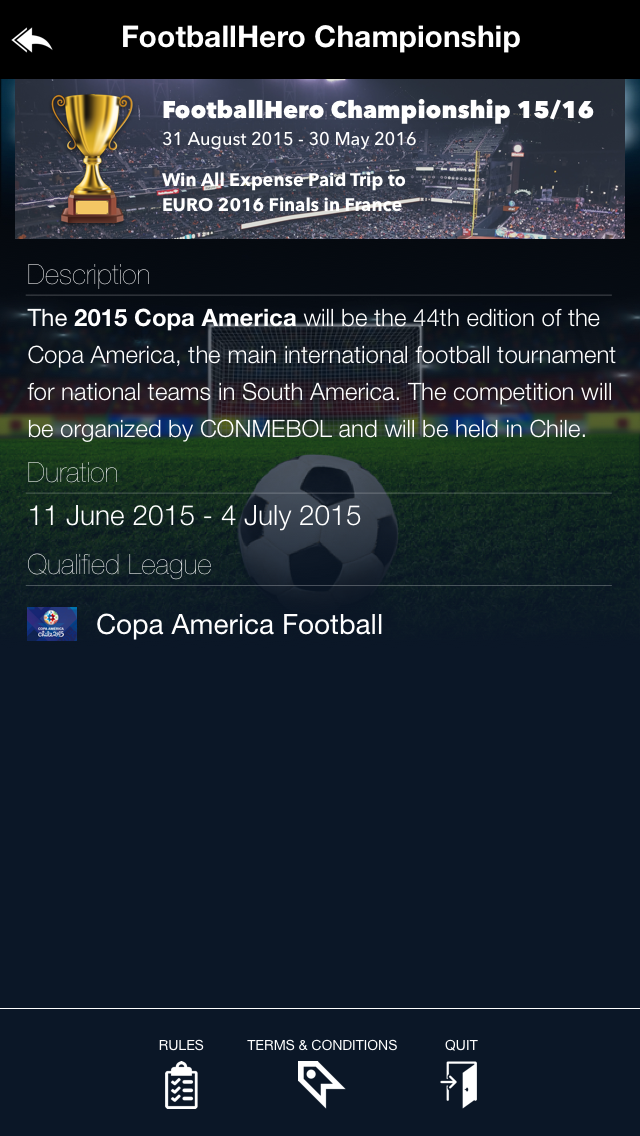 FootballHero Championship
FootballHero Championship 15/16
31 August 2015 - 30 May 2016
Win All Expense Paid Trip to
EURO 2016 Finals in France
Description
The 2015 Copa America will be the 44th edition of the
Copa America, the main international football tournament
for national teams in South America. The competition will
be organized by CONMEBOL and will be held in Chile.
Duration
11 June 2015 - 4 July 2015
Qualified League
COPA AMERICA
Copa America Football
RULES
TERMS & CONDITIONS
QUIT